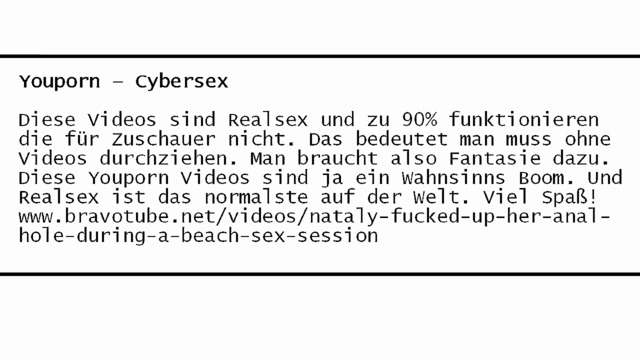 Youporn – Cybersex
Diese Videos sind Realsex und zu 90% funktionieren
die für Zuschauer nicht. Das bedeutet man muss ohne
Videos durchziehen. Man braucht also Fantasie dazu.
Diese Youporn Videos sind ja ein Wahnsinns Boom. Und
Realsex ist das normalste auf der Welt. Viel Spaß!
www.bravotube.net/videos/nataly-fucked-up-her-anal-
hole-during-a-beach-sex-session